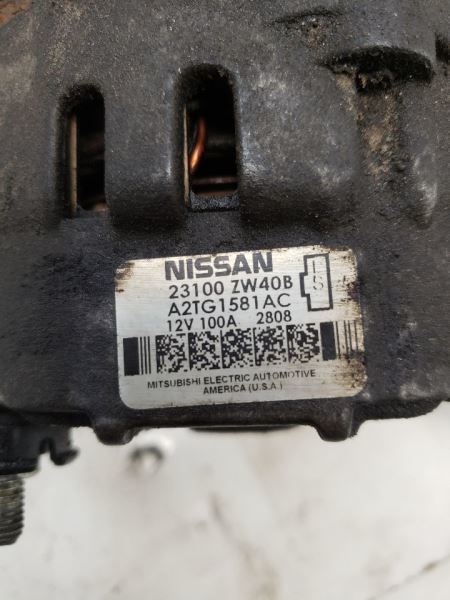 NISSAN
23100 ZW40B
A2TG1581AC
12V 100A 2808
L
S
MITSUBISHI ELECTRIC AUTOMOTIVE
AMERICA (U.S.A.)